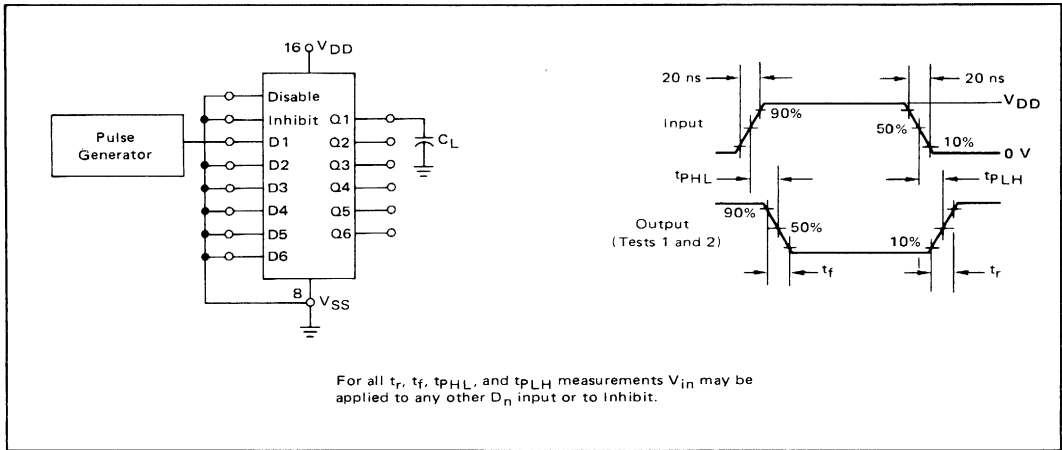 16 VDD
Disable
Inhibit
Q1
Pulse
Generator
D1
Q2
CL
D2
Q3
D3
Q4
D4
Q5
D5
Q6
D6
8
VSS
20 ns
20 ns
VDD
90%
Input
50%
10%
0 V
tPHL
tPLH
90%
Output
(Tests 1 and 2)
50%
10%
tf
tr
For all tr, tf, tPHL, and tPLH measurements Vin may be
applied to any other Dn input or to Inhibit.